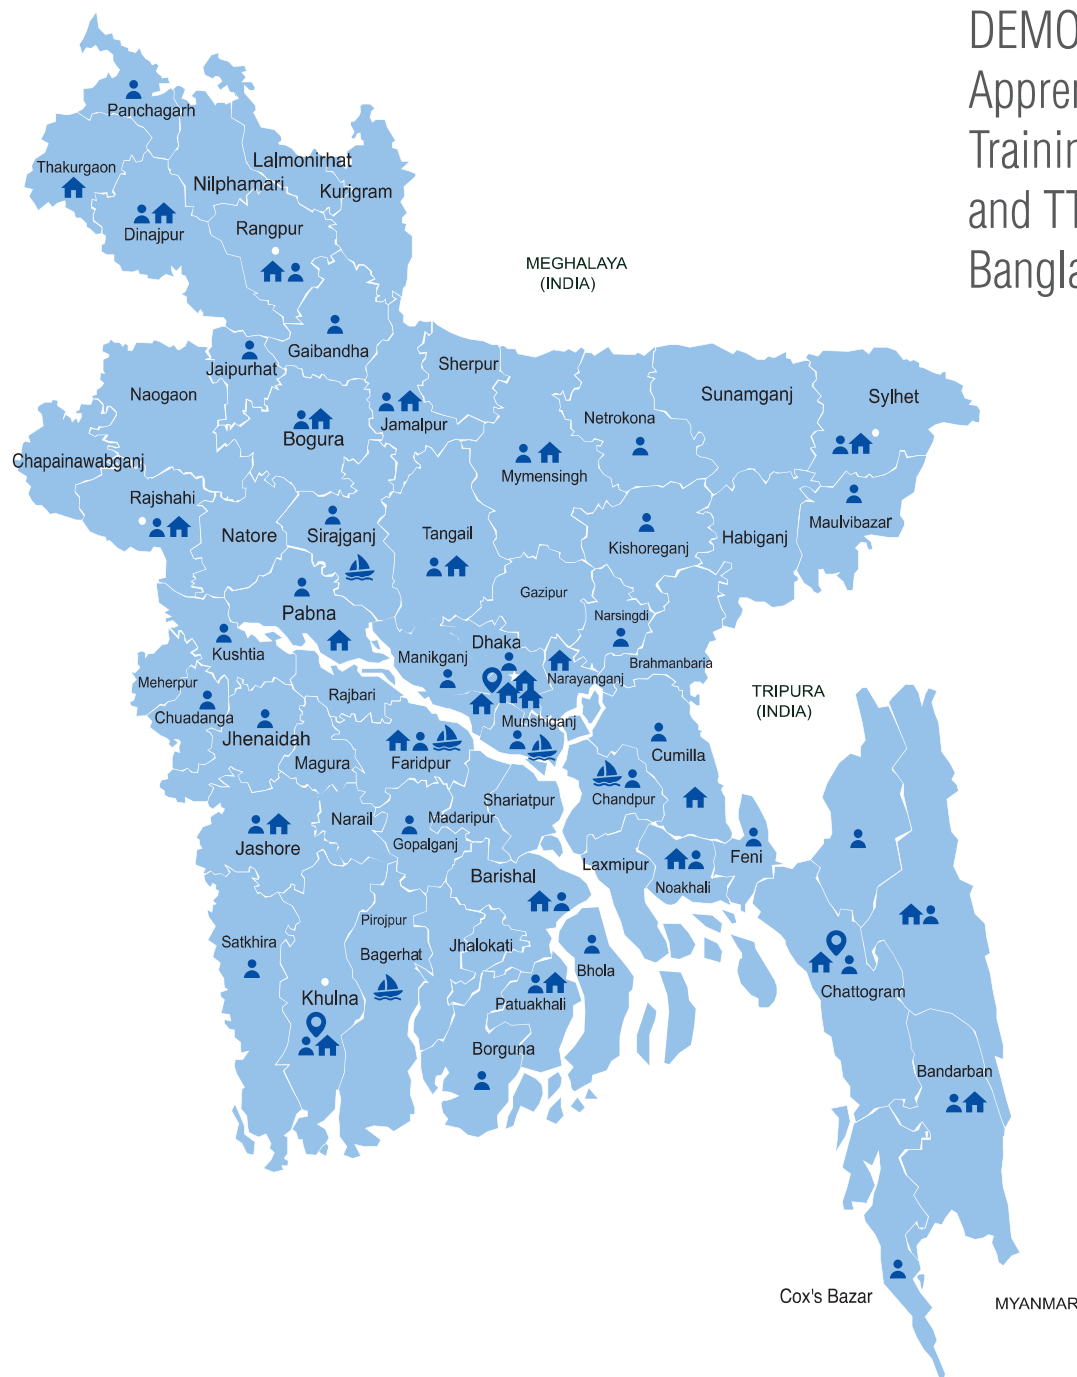 DEMO
Appre
Trainin
and TT
Bangla
Panchagarh
Thakurgaon
Lalmonirhat
Nilphamari
Kurigram
Dinajpur
Rangpur
MEGHALAYA
(INDIA)
Gaibandha
Jaipurhat
Sherpur
Naogaon
Sunamganj
Sylhet
Netrokona
Jamalpur
Bogura
Chapainawabganj
Mymensingh
Rajshahi
Maulvibazar
Natore
Sirajganj
Tangail
Kishoreganj
Habiganj
Gazipur
Pabna
Narsingdi
Kushtia
Manikganj
Dhaka
Brahmanbaria
Meherpur
Narayanganj
Rajbari
TRIPURA
(INDIA)
Chuadanga
Munshiganj
Jhenaidah
Cumilla
Magura
Faridpur
Chandpur
Shariatpur
Narail
Madaripur
Jashore
Gopalganj
Feni
Laxmipur
Barishal
Noakhali
Pirojpur
Satkhira
Bagerhat
Jhalokati
Bhola
Khulna
Patuakhali
Chattogram
Borguna
Bandarban
Cox's Bazar
MYANMAR